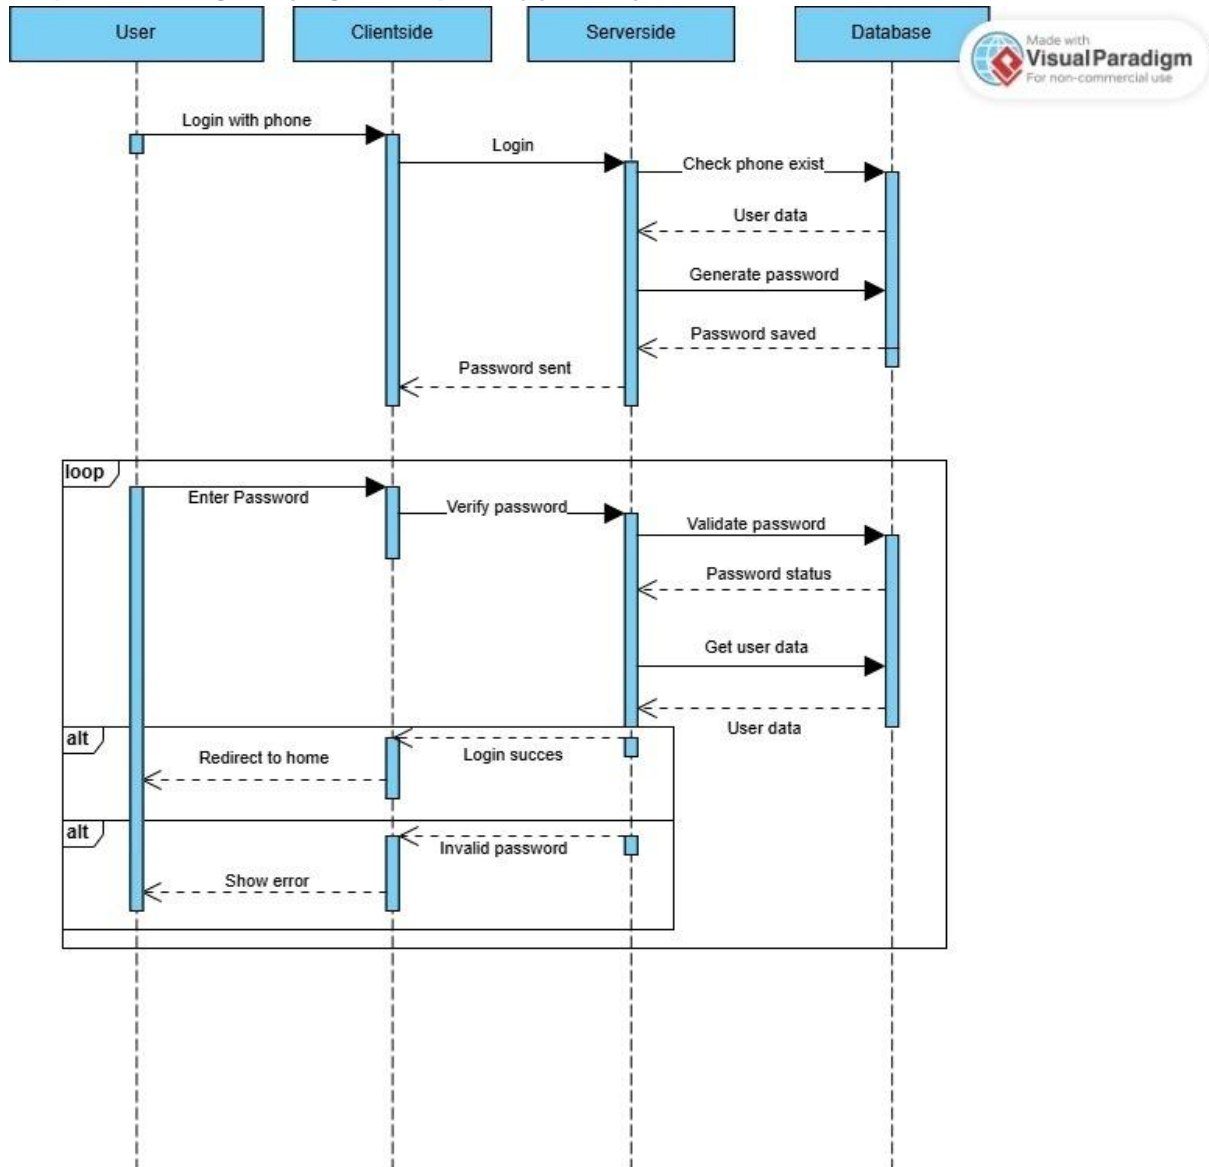 User
Clientside
Serverside
Database
Made with
VisualParadigm
For non-commercial use
Login with phone
Login
Check phone exist
User data
Generate password
Password saved
Password sent
loop
Enter Password
Verify password
Validate password
Password status
Get user data
User data
alt
Login succes
Redirect to home
alt
Invalid password
Show error